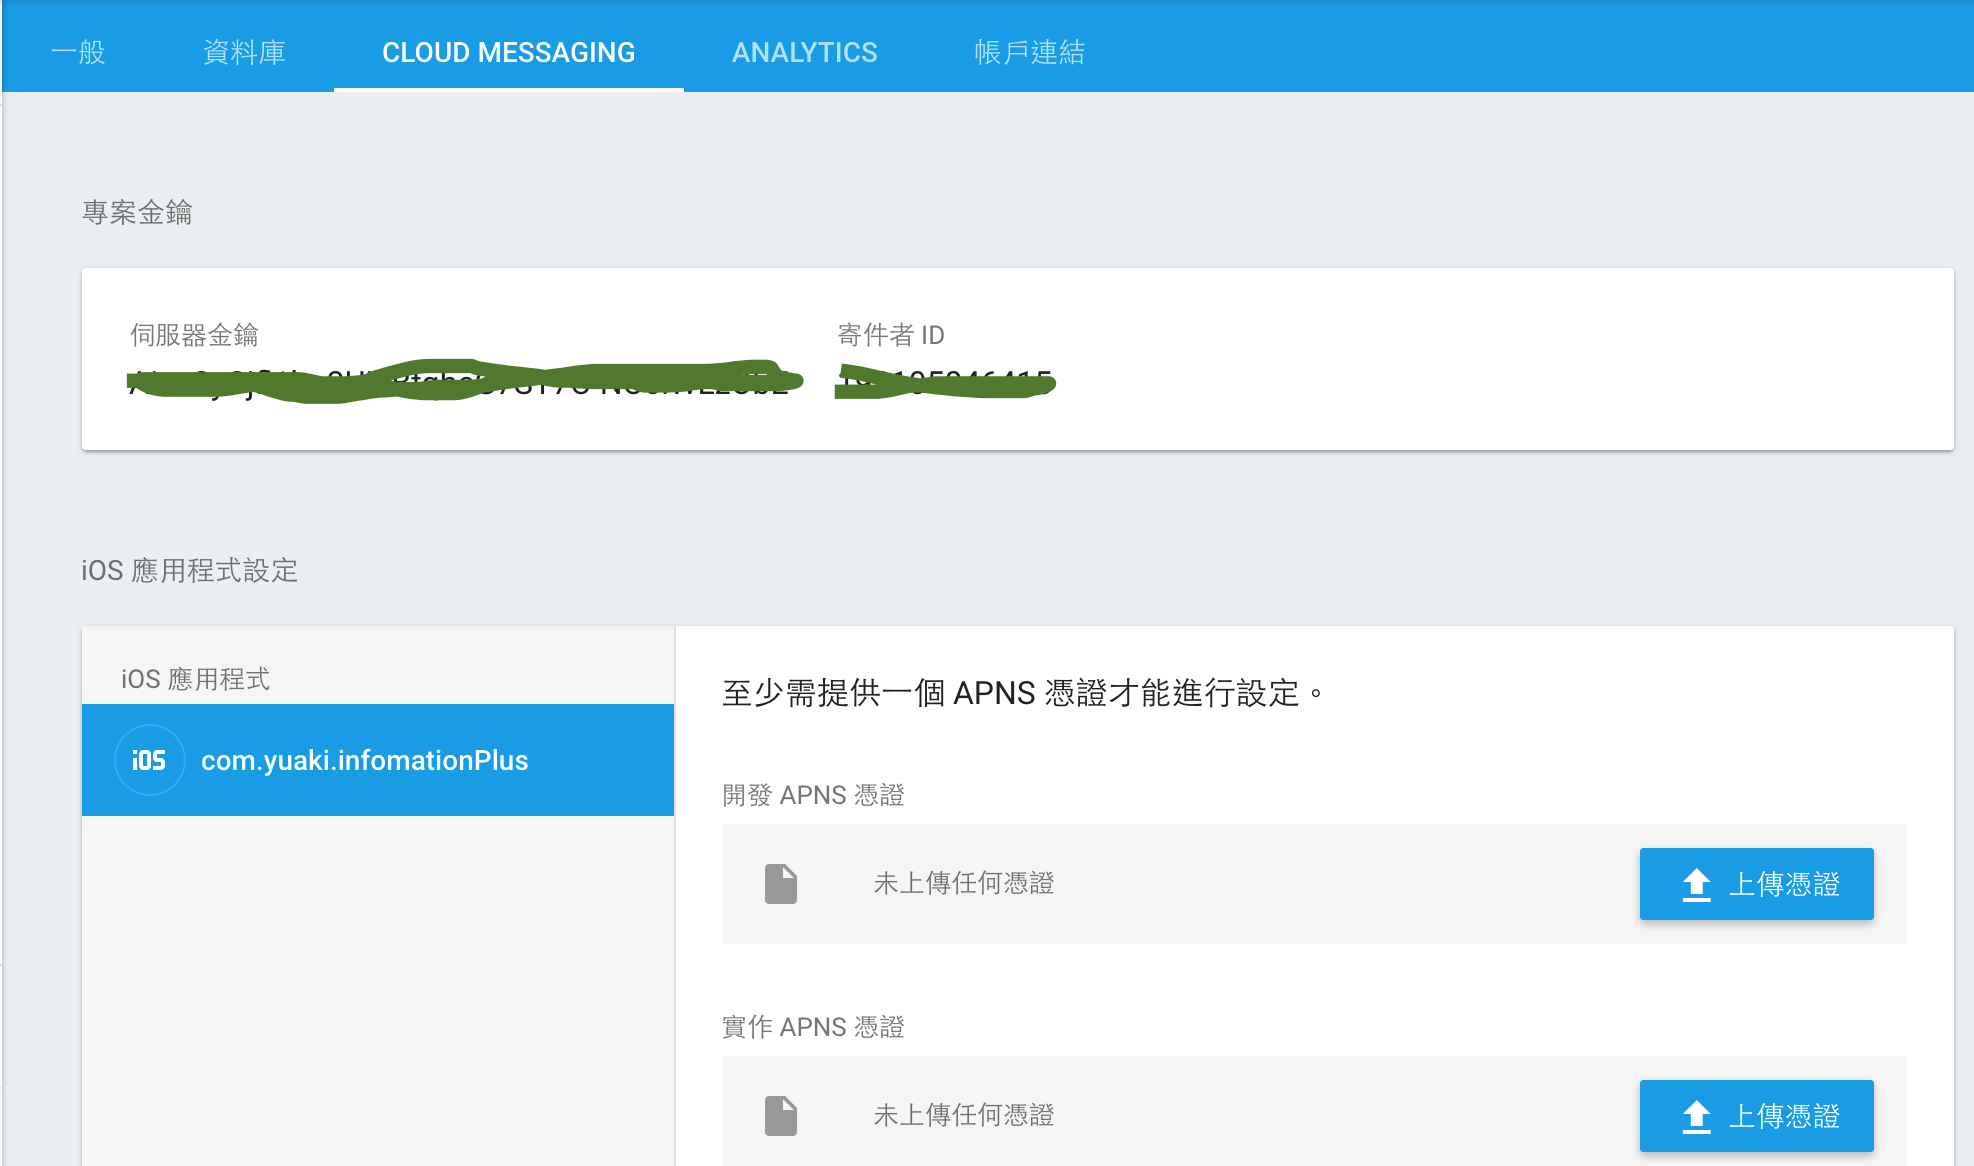 一般 資料庫 CLOUD MESSAGING ANALYTICS 帳戶連結
專案金鑰
伺服器金鑰 寄件者 ID
iOS 應用程式設定
iOS 應用程式
iOS com.yuaki.infomationPlus
至少需提供一個 APNS 憑證才能進行設定。
開發 APNS 憑證
未上傳任何憑證 上傳憑證
實作 APNS 憑證
未上傳任何憑證 上傳憑證